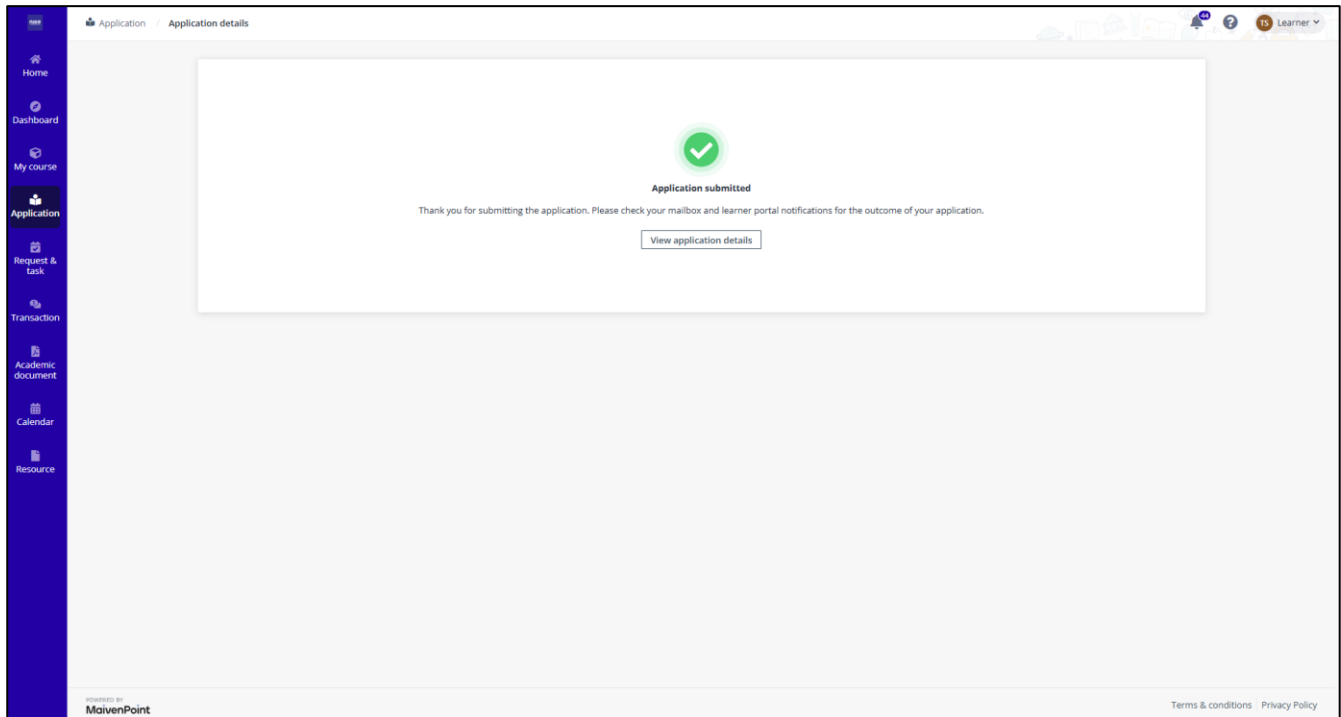 Application / Application details
44
TS Learner
Home
Dashboard
My course
Application
Request &
task
Transaction
Academic
document
Calendar
Resource
Application submitted
Thank you for submitting the application. Please check your mailbox and learner portal notifications for the outcome of your application.
View application details
POWERED BY
MaivenPoint
Terms & conditions Privacy Policy